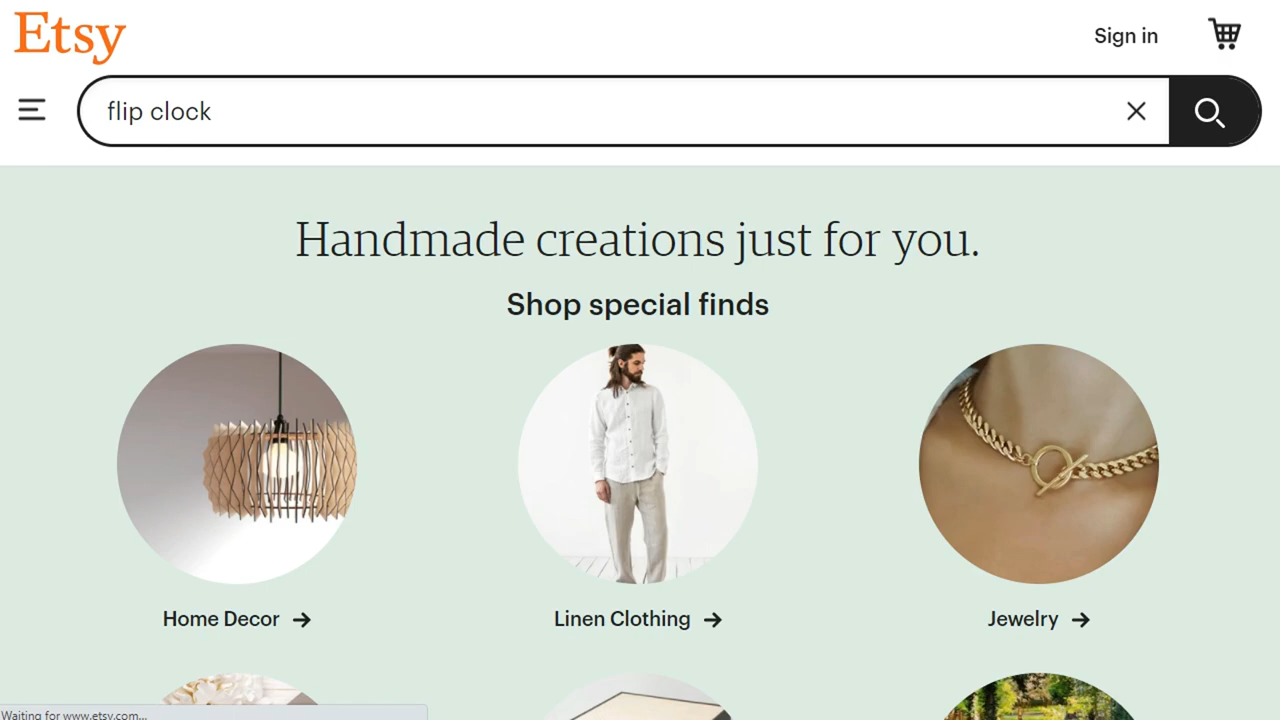 Etsy
Sign in
flip clock
Handmade creations just for you.
Shop special finds
Home Decor
Linen Clothing
Jewelry
Waiting for www.etsy.com...